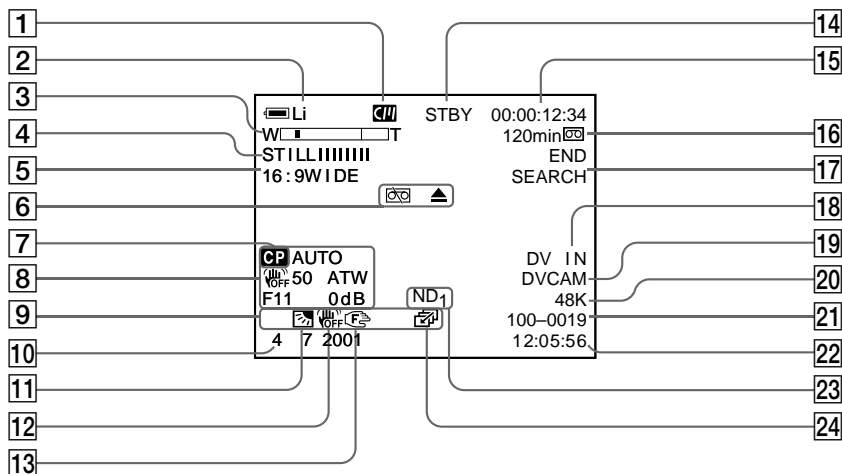 1
2
3
4
5
6
7
8
9
10
11
12
13
14
15
16
17
18
19
20
21
22
23
24
Li STBY 00:00:12:34
W T 120min
STILL END
16:9WIDE SEARCH
CP AUTO DV IN
OFF 50 ATW DVCAM
F11 0dB ND1 48K
OFF F 100–0019
4 7 2001 12:05:56